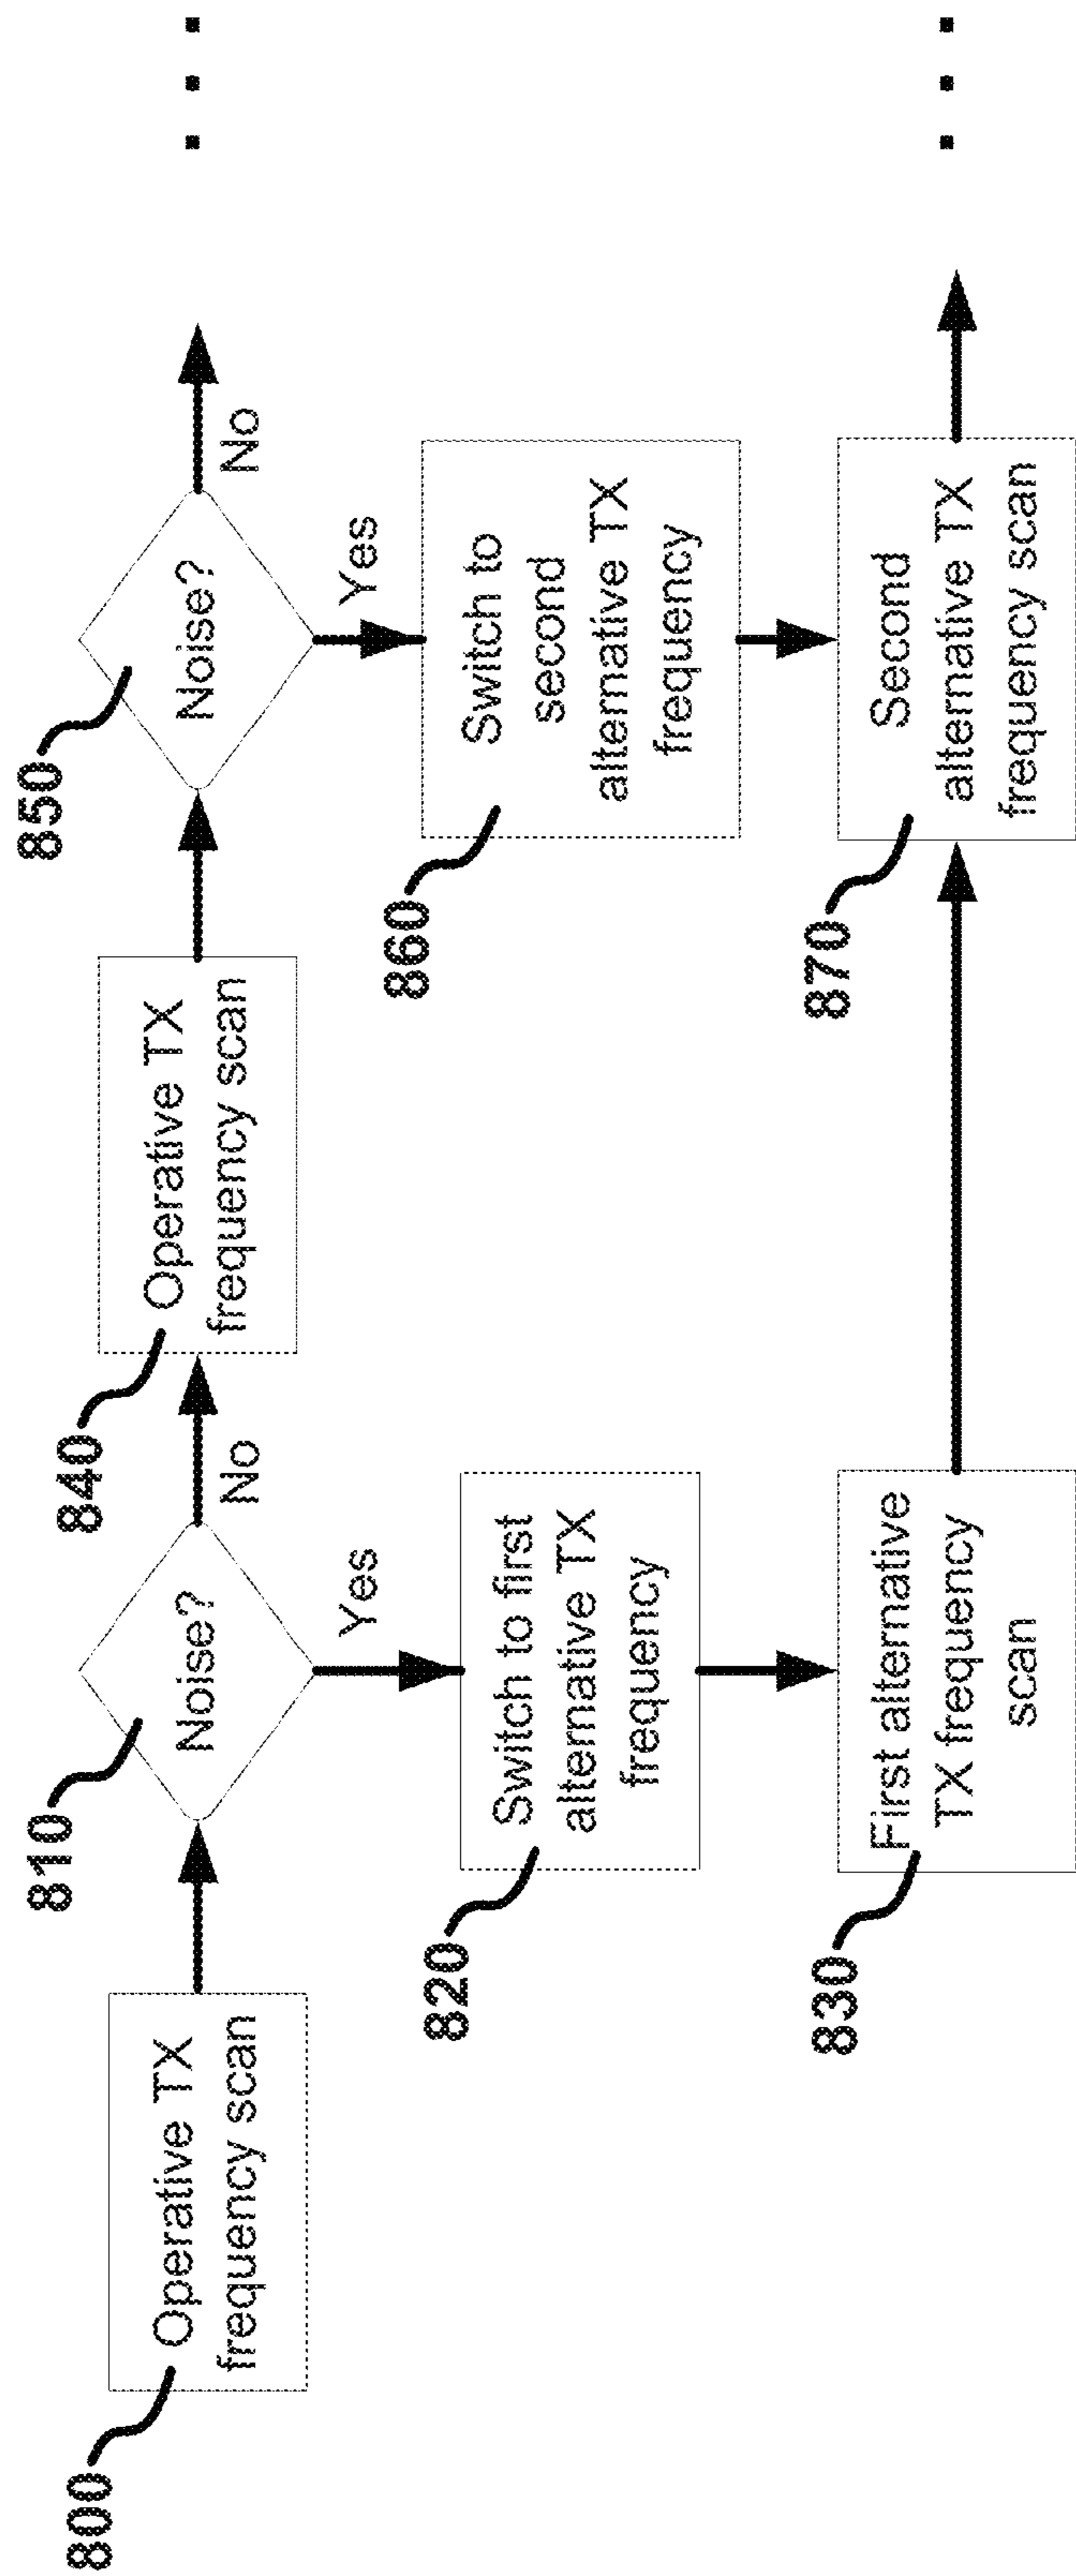 800
Operative TX
frequency scan
810
Noise?
No
Yes
820
Switch to first
alternative TX
frequency
830
First alternative
TX frequency
scan
840
Operative TX
frequency scan
850
Noise?
No
Yes
860
Switch to
second
alternative TX
frequency
870
Second
alternative TX
frequency scan